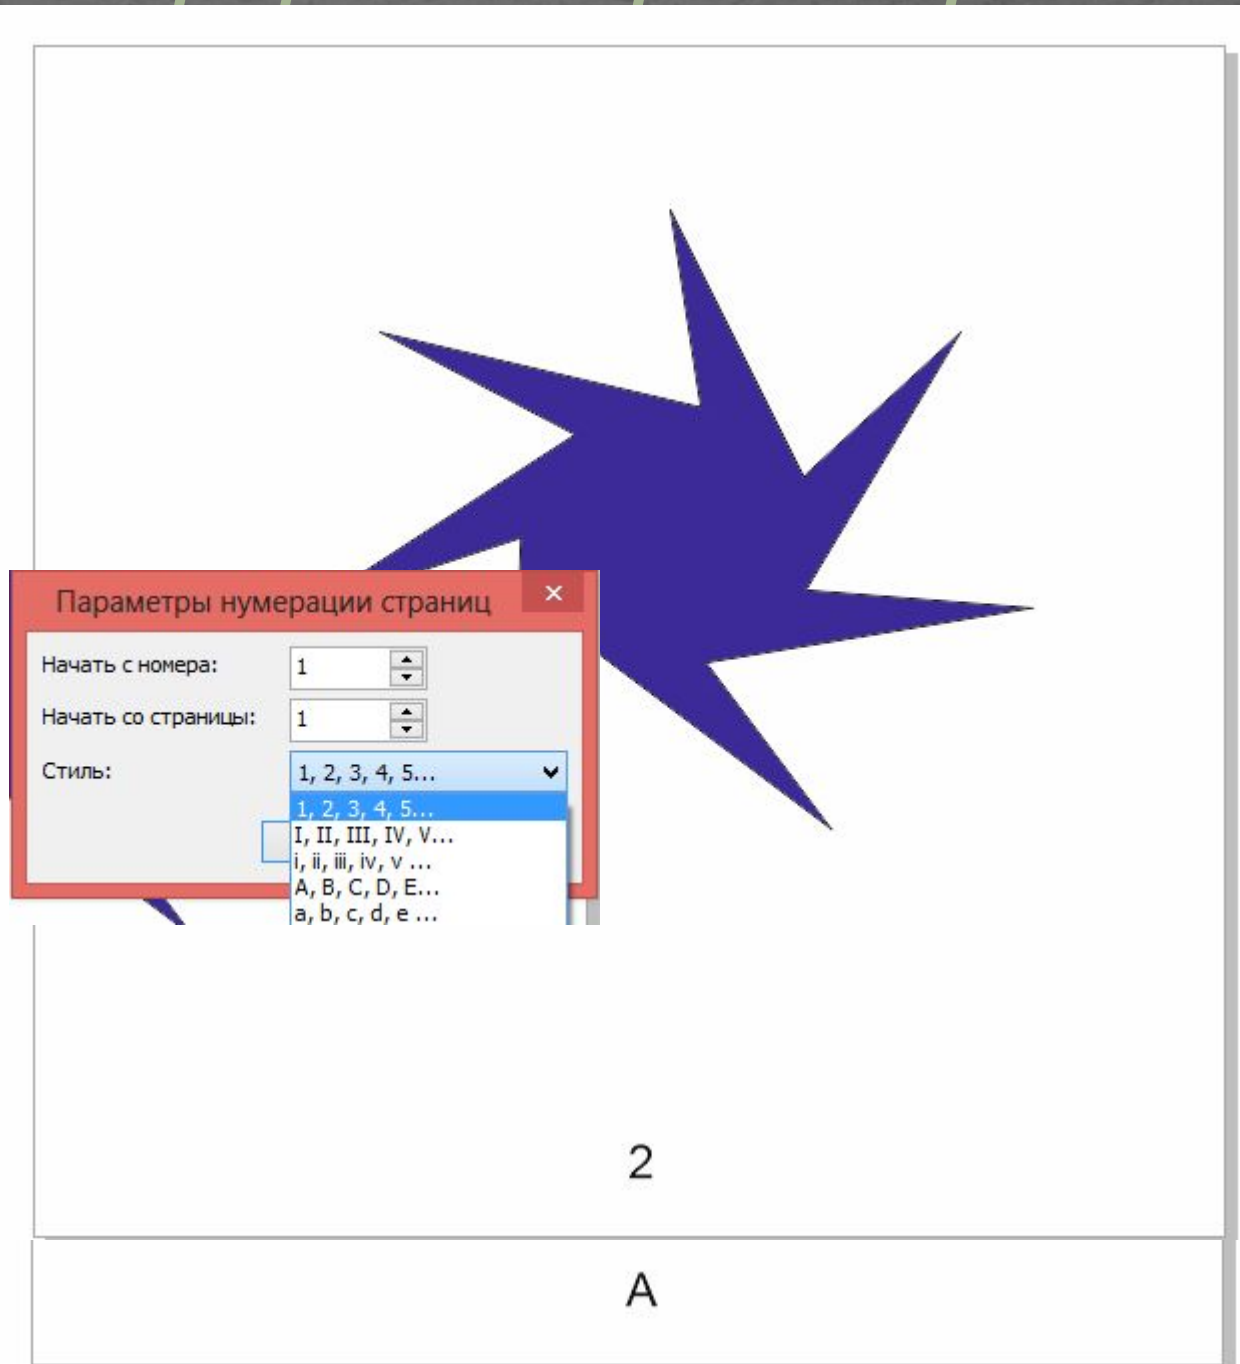 Параметры нумерации страниц
Начать с номера: 1
Начать со страницы: 1
Стиль: 1, 2, 3, 4, 5...
1, 2, 3, 4, 5...
I, II, III, IV, V...
i, ii, iii, iv, v ...
A, B, C, D, E...
a, b, c, d, e ...
2
A